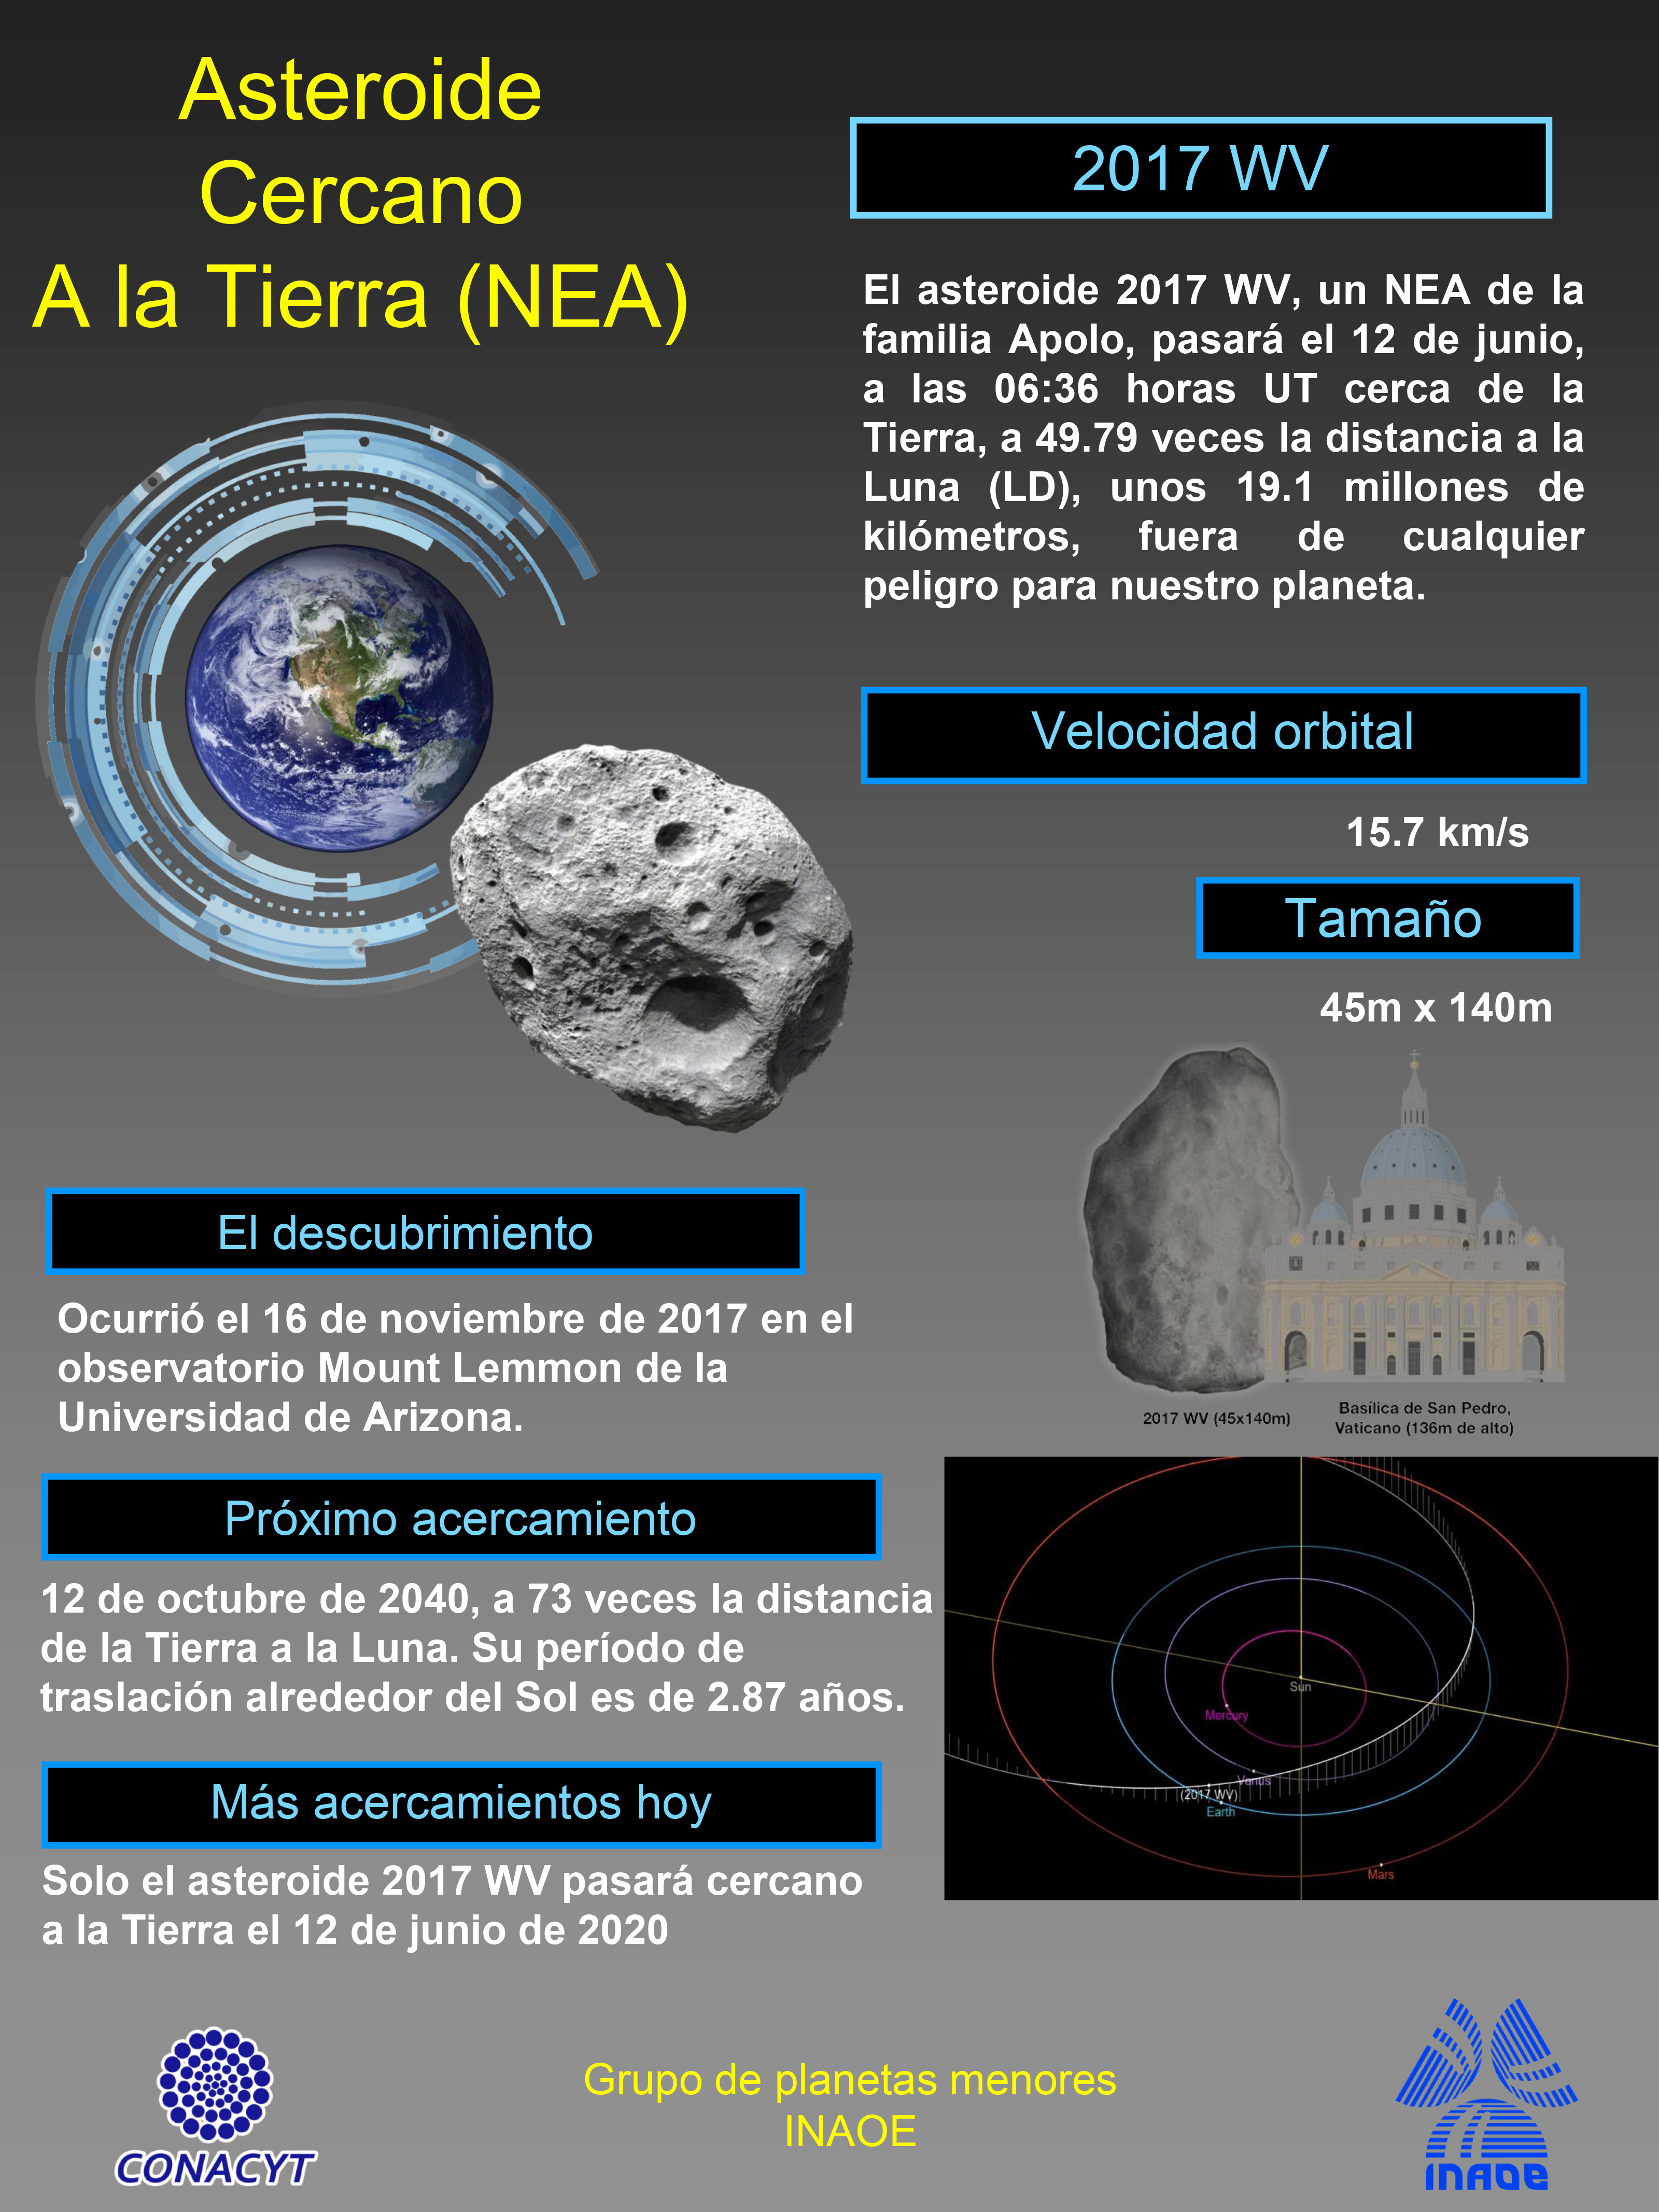 Asteroide
Cercano
A la Tierra (NEA)
2017 WV
El asteroide 2017 WV, un NEA de la
familia Apolo, pasará el 12 de junio,
a las 06:36 horas UT cerca de la
Tierra, a 49.79 veces la distancia a la
Luna (LD), unos 19.1 millones de
kilómetros, fuera de cualquier
peligro para nuestro planeta.
Velocidad orbital
15.7 km/s
Tamaño
45m x 140m
2017 WV (45x140m)
Basílica de San Pedro,
Vaticano (136m de alto)
El descubrimiento
Ocurrió el 16 de noviembre de 2017 en el
observatorio Mount Lemmon de la
Universidad de Arizona.
Próximo acercamiento
12 de octubre de 2040, a 73 veces la distancia
de la Tierra a la Luna. Su período de
traslación alrededor del Sol es de 2.87 años.
Más acercamientos hoy
Solo el asteroide 2017 WV pasará cercano
a la Tierra el 12 de junio de 2020
Sun
Mercury
Venus
(2017 WV)
Earth
Mars
CONACYT
Grupo de planetas menores
INAOE
INAOE